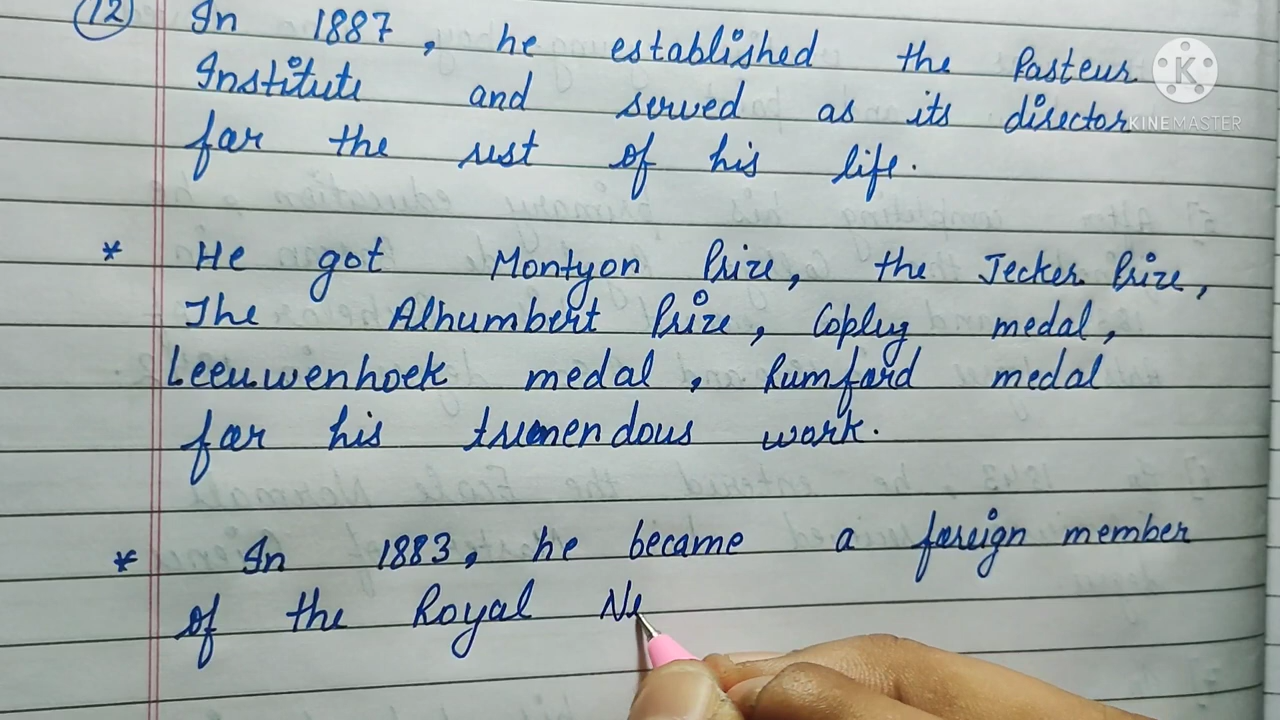 12 In 1887, he established the Pasteur
Institute and served as its director
for the rest of his life.
* He got Montyon Prize, the Jecker Prize,
The Alhumbert Prize, Copley medal,
Leeuwenhoek medal, Rumford medal
for his tremendous work.
* In 1883, he became a foreign member
of the Royal Ne
K
KINEMASTER